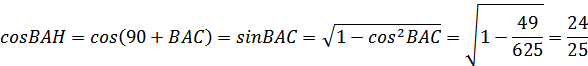 cosBAH = cos(90 + BAC) = sinBAC = √(1 − cos²BAC) = √(1 − 49/625) = 24/25